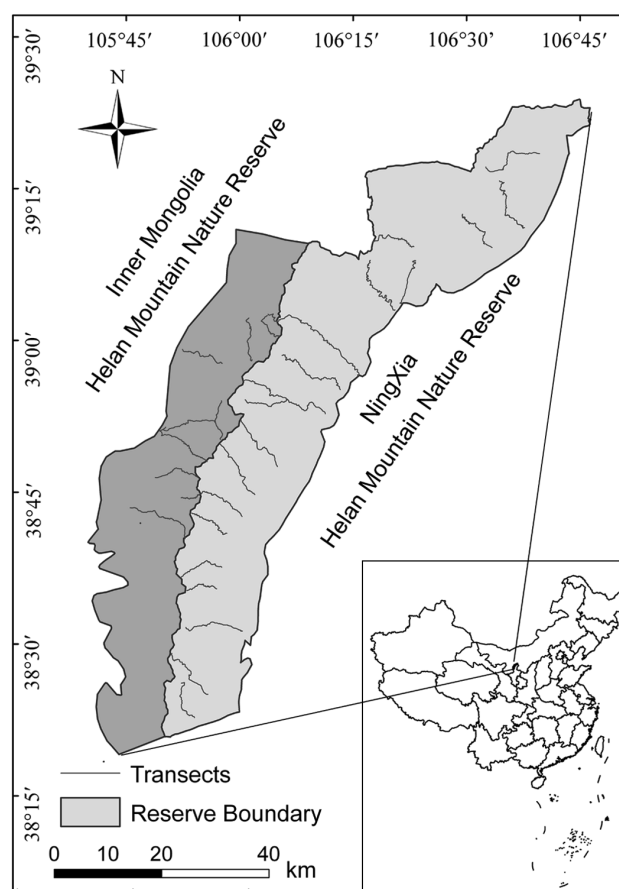 105°45′ 106°00′ 106°15′ 106°30′ 106°45′
39°30′
N
39°15′
Inner Mongolia
Helan Mountain Nature Reserve
39°00′
NingXia
Helan Mountain Nature Reserve
38°45′
38°30′
38°15′
Transects
Reserve Boundary
0 10 20 40 km